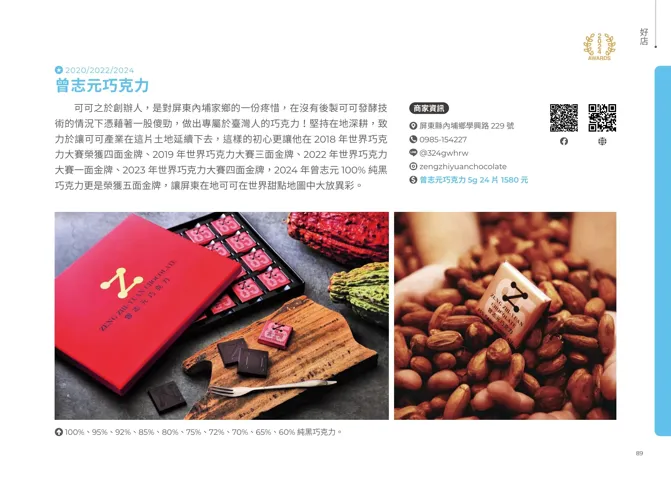 好店
2024
AWARDS
2020/2022/2024
曾志元巧克力
可可之於創辦人，是對屏東內埔家鄉的一份疼惜，在沒有後製可可發酵技
術的情況下憑藉著一股傻勁，做出專屬於臺灣人的巧克力！堅持在地深耕，致
力於讓可可產業在這片土地延續下去，這樣的初心更讓他在 2018 年世界巧克
力大賽榮獲四面金牌、2019 年世界巧克力大賽三面金牌、2022 年世界巧克力
大賽一面金牌、2023 年世界巧克力大賽四面金牌，2024 年曾志元 100% 純黑
巧克力更是榮獲五面金牌，讓屏東在地可可在世界甜點地圖中大放異彩。
商家資訊
屏東縣內埔鄉學興路 229 號
0985-154227
@324gwhrw
zengzhiyuanchocolate
曾志元巧克力 5g 24 片 1580 元
ZENG ZHI-YUAN CHOCOLATE
曾志元巧克力
ZENG ZHI-YUAN
CHOCOLATE
曾志元巧克力
100%、95%、92%、85%、80%、75%、72%、70%、65%、60% 純黑巧克力。
89